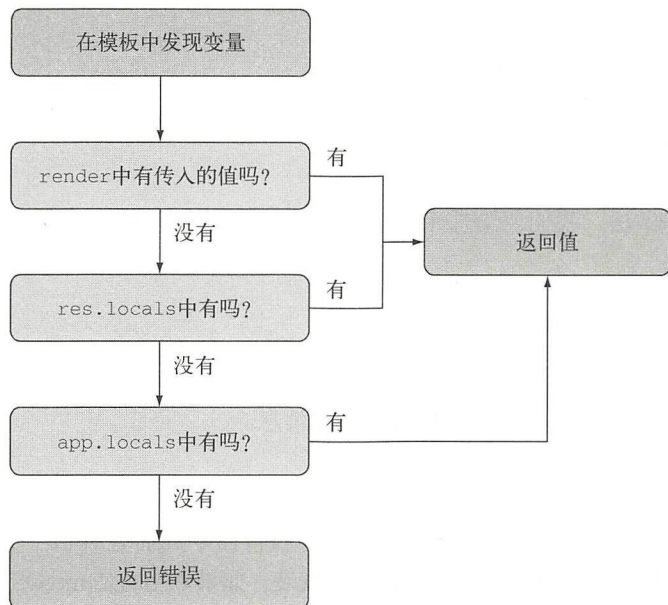 在模板中发现变量
render中有传入的值吗?
有
没有
返回值
res.locals中有吗?
有
没有
app.locals中有吗?
有
没有
返回错误